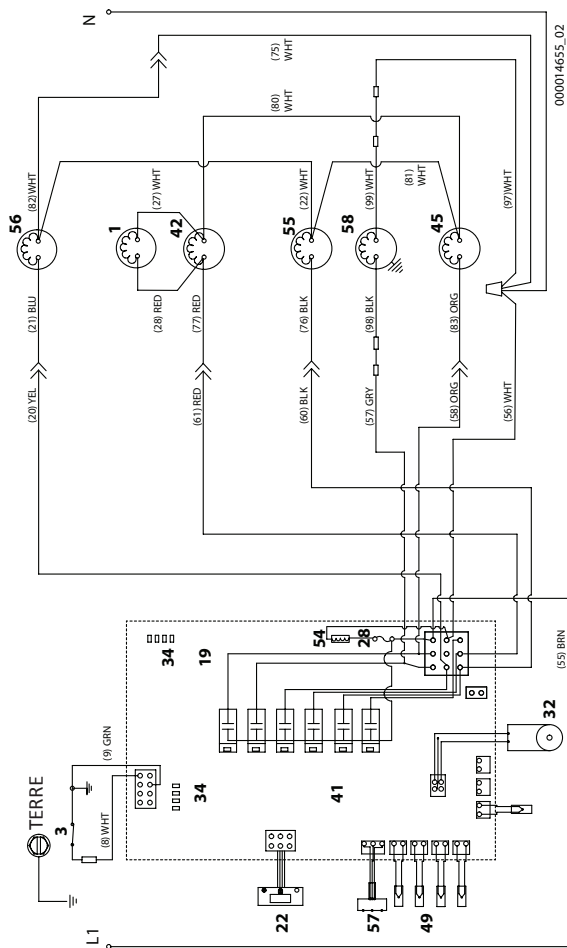 L1
N
TERRE
3
(8) WHT
(9) GRN
34
34
19
22
41
57
49
32
54
28
(55) BRN
56
(20) YEL
(21) BLU
(82)WHT
(75)
WHT
1
(28) RED
(27) WHT
42
(61) RED
(77) RED
(80)
WHT
55
(60) BLK
(76) BLK
(22) WHT
58
(57) GRY
(98) BLK
(99) WHT
(81)
WHT
45
(58) ORG
(83) ORG
(56) WHT
(97)WHT
000014655_02